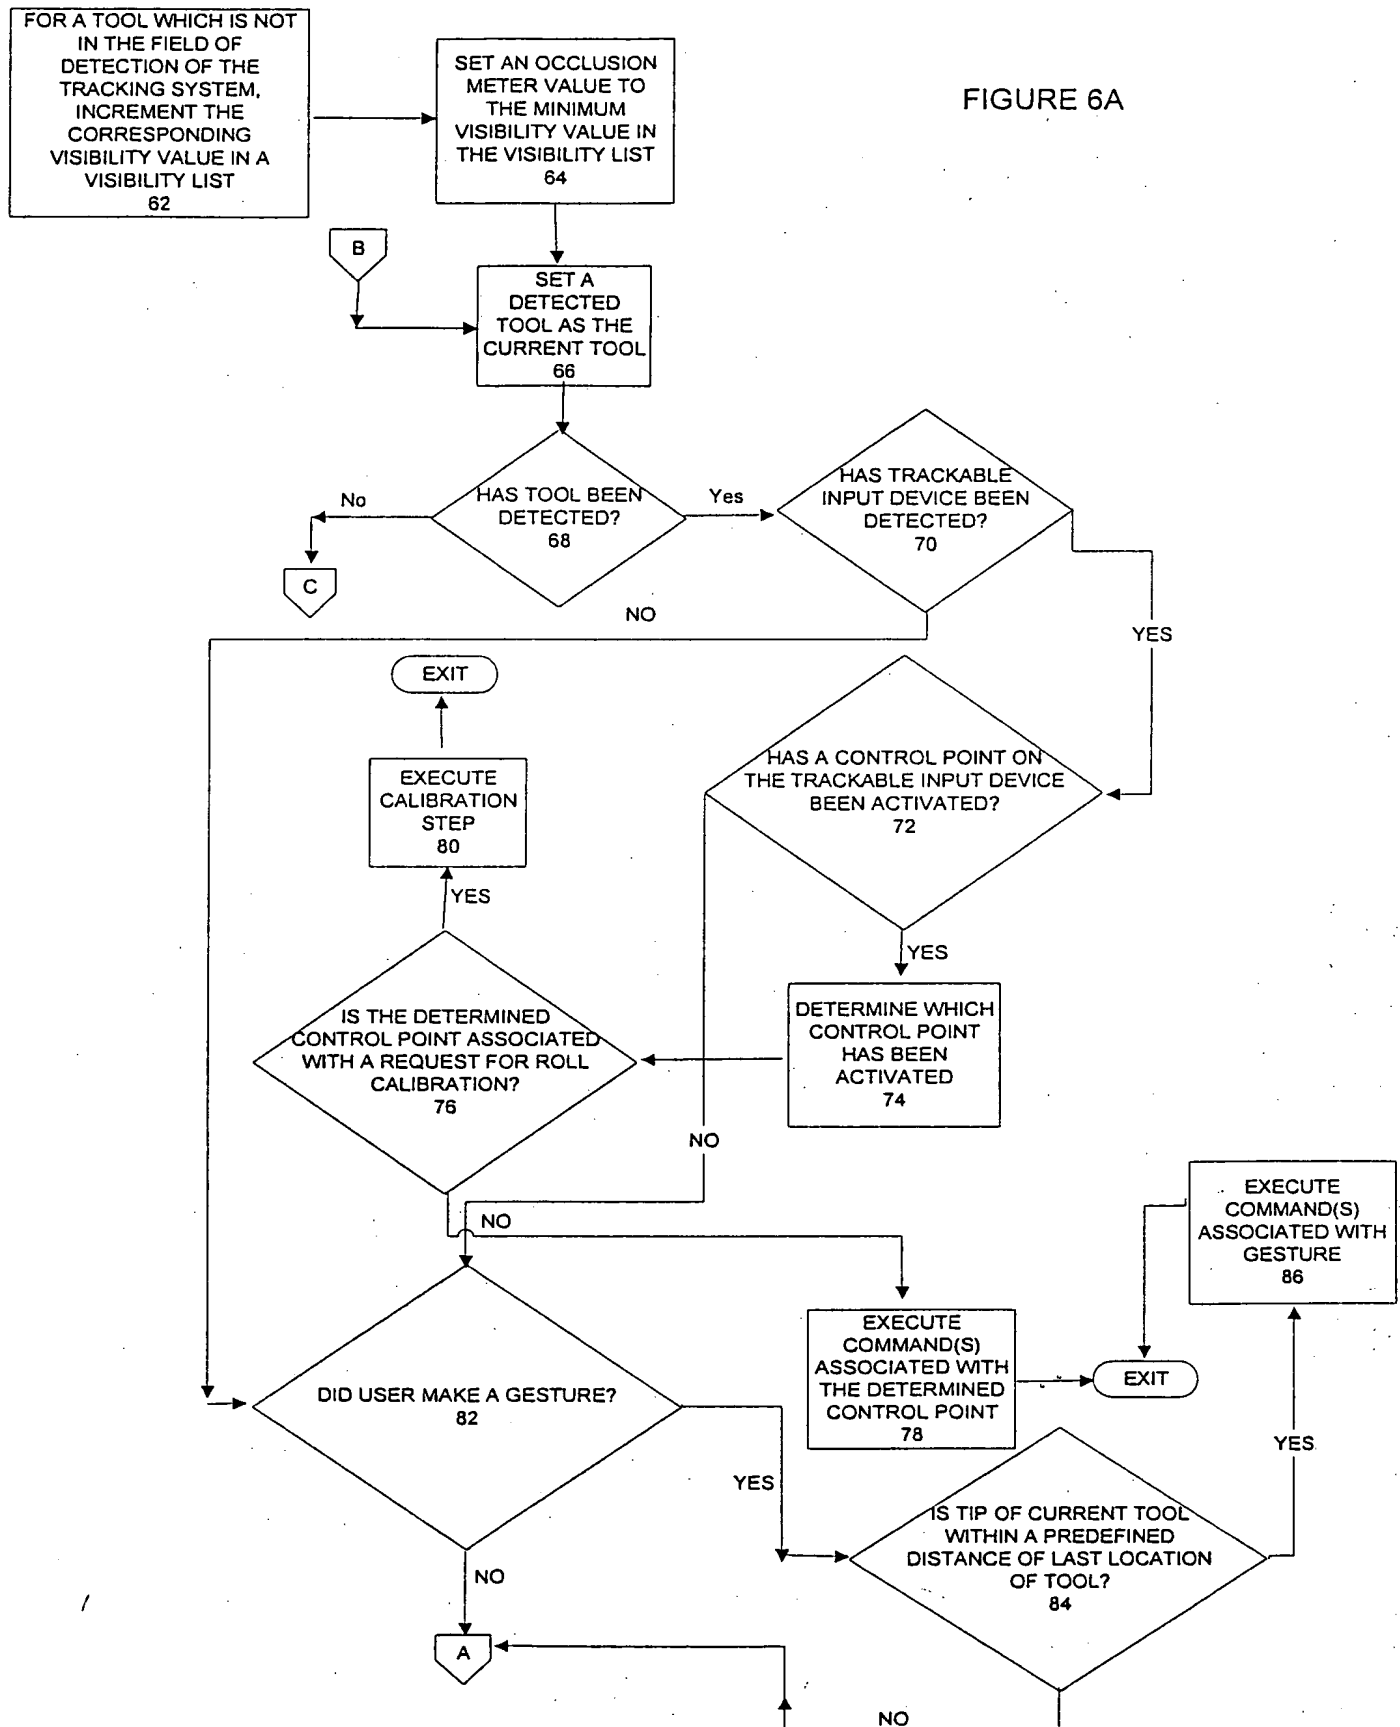 FOR A TOOL WHICH IS NOT
IN THE FIELD OF
DETECTION OF THE
TRACKING SYSTEM,
INCREMENT THE
CORRESPONDING
VISIBILITY VALUE IN A
VISIBILITY LIST
62
SET AN OCCLUSION
METER VALUE TO
THE MINIMUM
VISIBILITY VALUE IN
THE VISIBILITY LIST
64
FIGURE 6A
B
SET A
DETECTED
TOOL AS THE
CURRENT TOOL
66
HAS TOOL BEEN
DETECTED?
68
No
Yes
C
HAS TRACKABLE
INPUT DEVICE BEEN
DETECTED?
70
NO
YES
EXIT
EXECUTE
CALIBRATION
STEP
80
YES
HAS A CONTROL POINT ON
THE TRACKABLE INPUT DEVICE
BEEN ACTIVATED?
72
YES
IS THE DETERMINED
CONTROL POINT ASSOCIATED
WITH A REQUEST FOR ROLL
CALIBRATION?
76
DETERMINE WHICH
CONTROL POINT
HAS BEEN
ACTIVATED
74
NO
NO
EXECUTE
COMMAND(S)
ASSOCIATED WITH
GESTURE
86
EXECUTE
COMMAND(S)
ASSOCIATED WITH
THE DETERMINED
CONTROL POINT
78
EXIT
DID USER MAKE A GESTURE?
82
YES
YES
IS TIP OF CURRENT TOOL
WITHIN A PREDEFINED
DISTANCE OF LAST LOCATION
OF TOOL?
84
NO
A
NO